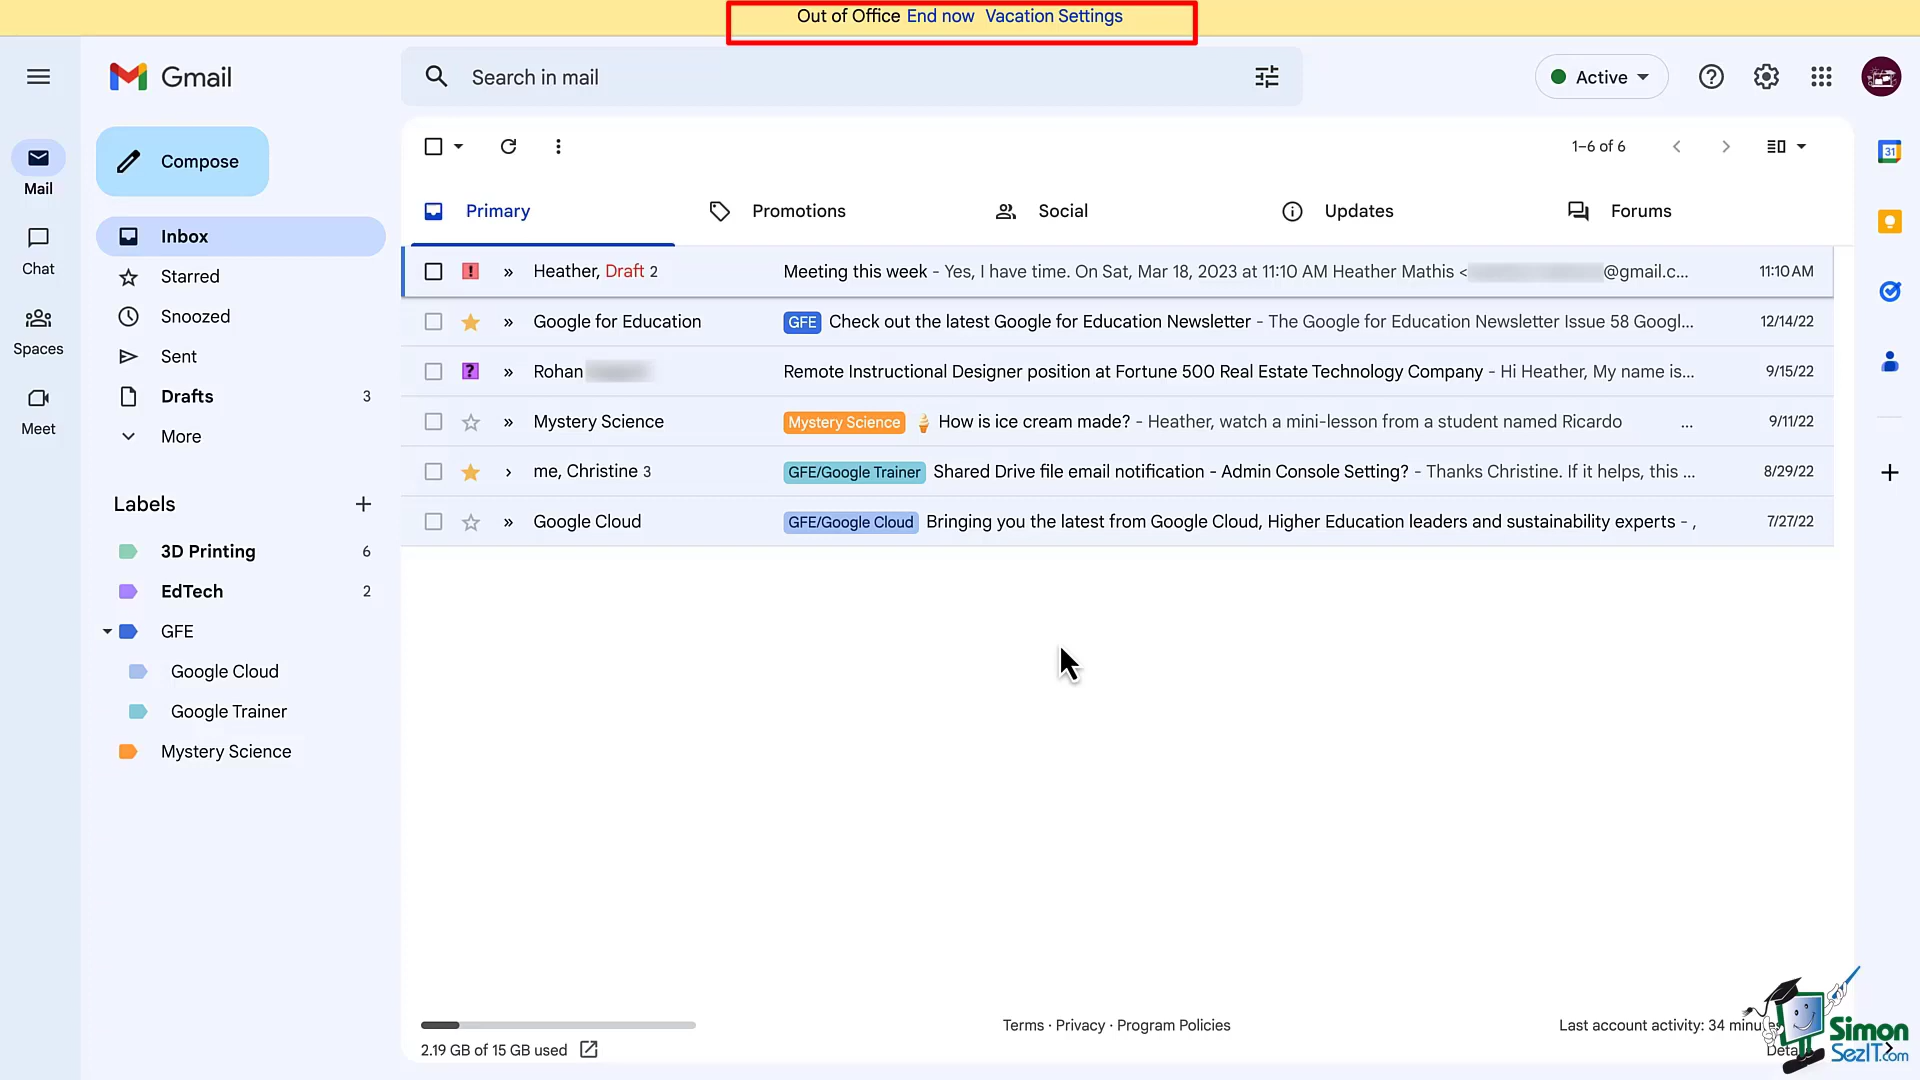 Out of Office End now Vacation Settings
Gmail
Search in mail
Active
Compose
1–6 of 6
Mail
Primary Promotions Social Updates Forums
Inbox
Chat
Starred
Snoozed
Spaces
Sent
Drafts 3
Meet
More
Heather, Draft 2 Meeting this week - Yes, I have time. On Sat, Mar 18, 2023 at 11:10 AM Heather Mathis < @gmail.c... 11:10 AM
Google for Education GFE Check out the latest Google for Education Newsletter - The Google for Education Newsletter Issue 58 Googl... 12/14/22
Rohan Remote Instructional Designer position at Fortune 500 Real Estate Technology Company - Hi Heather, My name is... 9/15/22
Mystery Science Mystery Science 🍦 How is ice cream made? - Heather, watch a mini-lesson from a student named Ricardo ... 9/11/22
me, Christine 3 GFE/Google Trainer Shared Drive file email notification - Admin Console Setting? - Thanks Christine. If it helps, this ... 8/29/22
Google Cloud GFE/Google Cloud Bringing you the latest from Google Cloud, Higher Education leaders and sustainability experts - , 7/27/22
Labels
3D Printing 6
EdTech 2
GFE
Google Cloud
Google Trainer
Mystery Science
31
Terms · Privacy · Program Policies
Last account activity: 34
2.19 GB of 15 GB used
Simon
SezIT.com